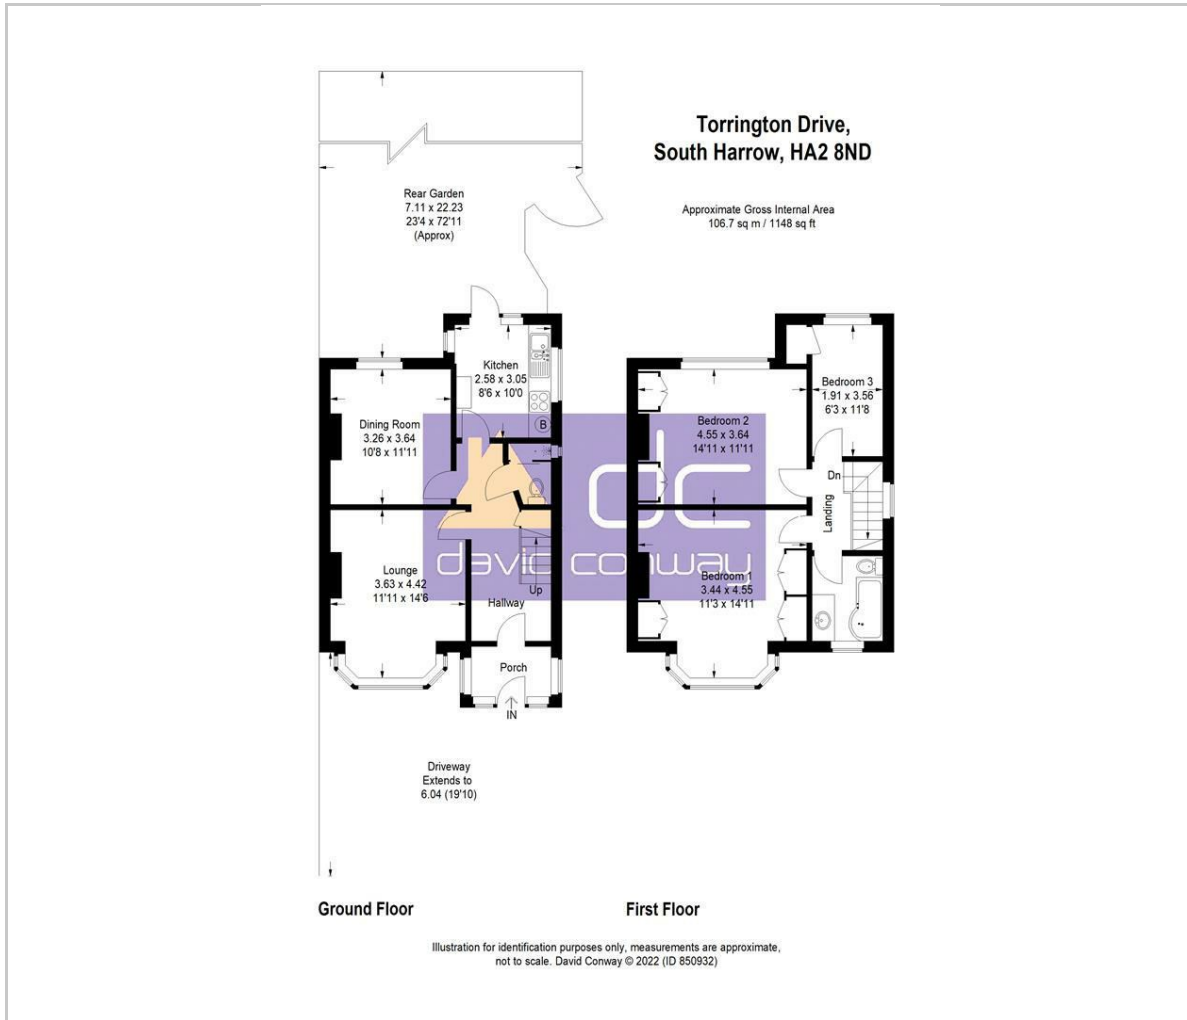 Torrington Drive,
South Harrow, HA2 8ND
Approximate Gross Internal Area
106.7 sq m / 1148 sq ft
Rear Garden
7.11 x 22.23
23'4 x 72'11
(Approx)
Kitchen
2.58 x 3.05
8'6 x 10'0
B
Dining Room
3.26 x 3.64
10'8 x 11'11
Lounge
3.63 x 4.42
11'11 x 14'6
Up
Hallway
Porch
IN
Driveway
Extends to
6.04 (19'10)
Bedroom 3
1.91 x 3.56
6'3 x 11'8
Bedroom 2
4.55 x 3.64
14'11 x 11'11
Dn
Landing
Bedroom 1
3.44 x 4.55
11'3 x 14'11
dc
david conway
Ground Floor
First Floor
Illustration for identification purposes only, measurements are approximate,
not to scale. David Conway © 2022 (ID 850932)